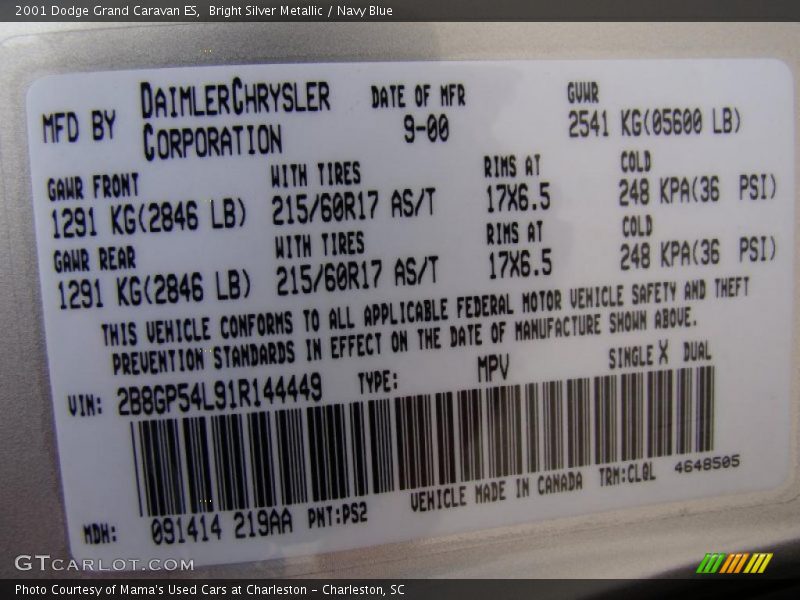 2001 Dodge Grand Caravan ES,  Bright Silver Metallic / Navy Blue
MFD BY DAIMLERCHRYSLER CORPORATION
DATE OF MFR
9-00
GVWR
2541 KG(05600 LB)
GAWR FRONT WITH TIRES RIMS AT COLD
1291 KG(2846 LB) 215/60R17 AS/T 17X6.5 248 KPA(36 PSI)
GAWR REAR WITH TIRES RIMS AT COLD
1291 KG(2846 LB) 215/60R17 AS/T 17X6.5 248 KPA(36 PSI)
THIS VEHICLE CONFORMS TO ALL APPLICABLE FEDERAL MOTOR VEHICLE SAFETY AND THEFT
PREVENTION STANDARDS IN EFFECT ON THE DATE OF MANUFACTURE SHOWN ABOVE.
VIN: 2B8GP54L91R144449 TYPE: MPV SINGLE X DUAL
MDH: 091414 219AA PNT:PS2 VEHICLE MADE IN CANADA TRM:CLQL 4648505
GTCARLOT.COM
Photo Courtesy of Mama's Used Cars at Charleston - Charleston, SC